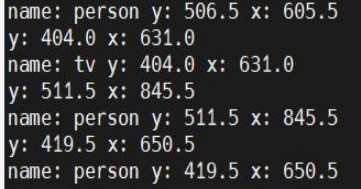 name: person y: 506.5 x: 605.5
y: 404.0 x: 631.0
name: tv y: 404.0 x: 631.0
y: 511.5 x: 845.5
name: person y: 511.5 x: 845.5
y: 419.5 x: 650.5
name: person y: 419.5 x: 650.5